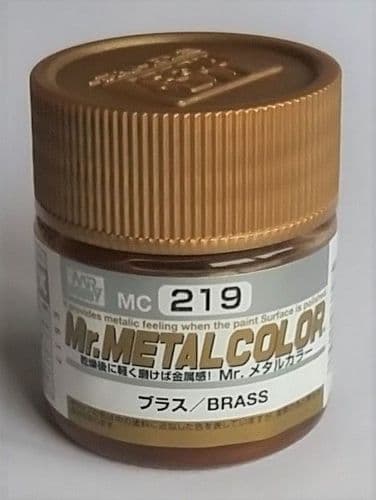 MC 219
Provides metalic feeling when the paint Surface is polished.
Mr.METAL COLOR
乾燥後に軽く磨けば金属感! Mr.メタルカラー
ブラス／BRASS